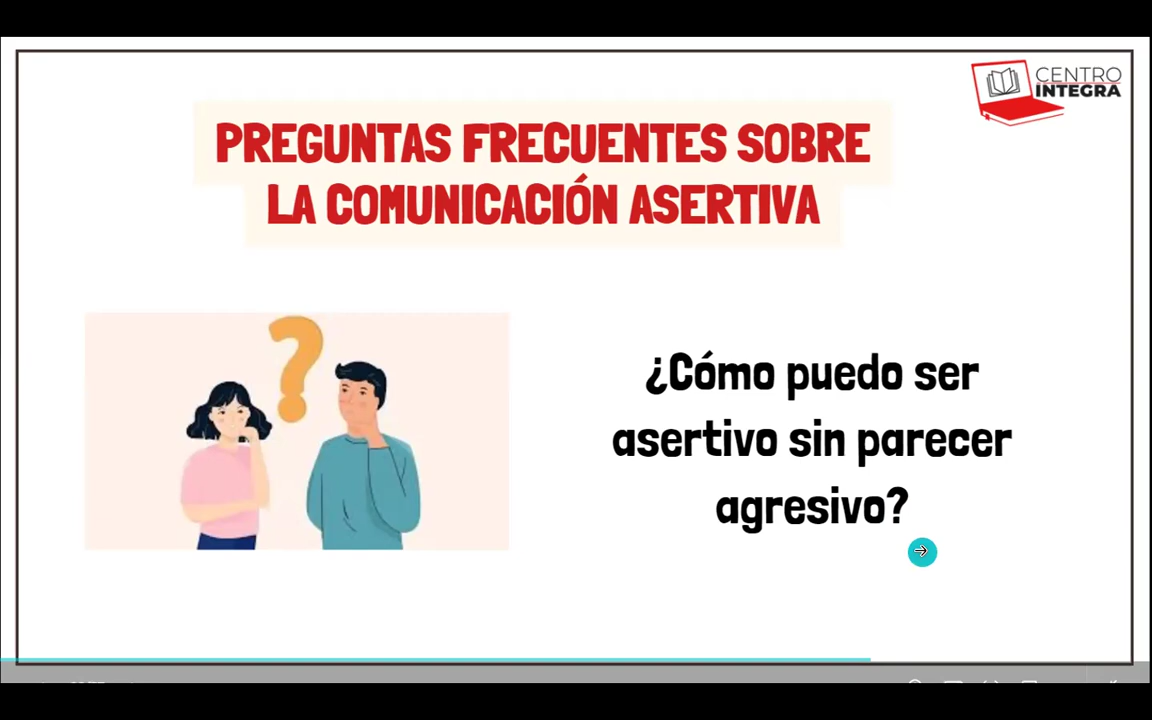 CENTRO
INTEGRA
PREGUNTAS FRECUENTES SOBRE
LA COMUNICACIÓN ASERTIVA
¿Cómo puedo ser
asertivo sin parecer
agresivo?